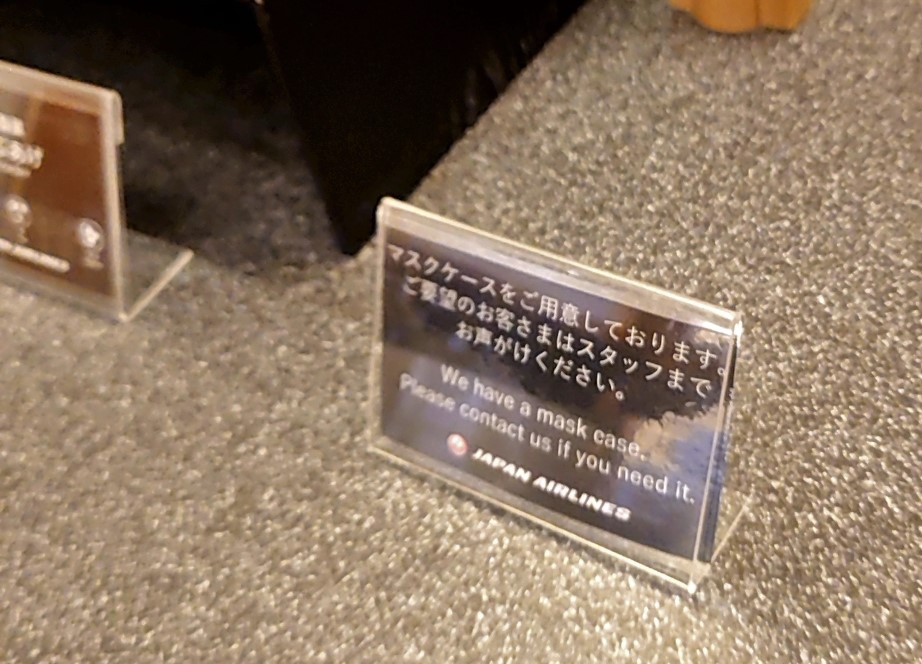 マスクケースをご用意しております。
ご要望のお客さまはスタッフまで
お声がけください。
We have a mask case.
Please contact us if you need it.
JAPAN AIRLINES